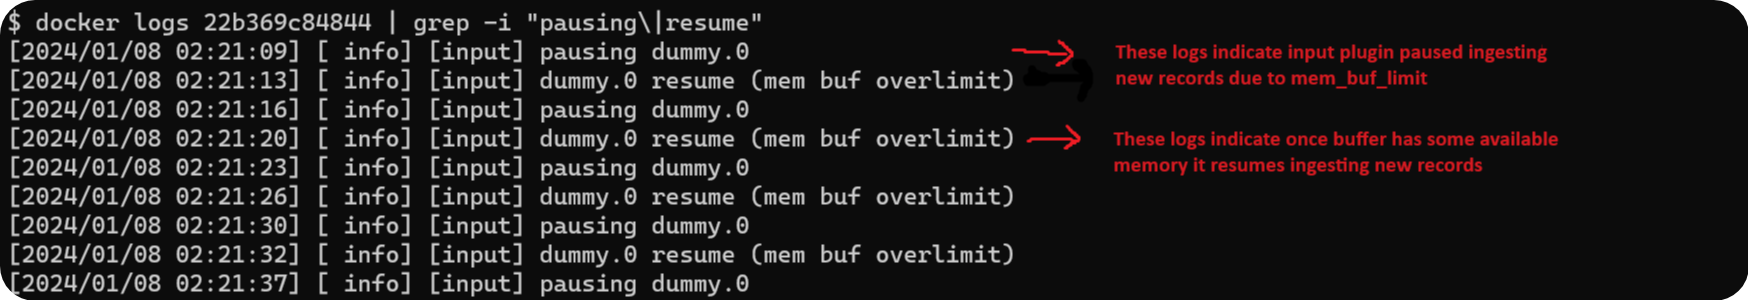 $ docker logs 22b369c84844 | grep -i "pausing\|resume"
[2024/01/08 02:21:09] [ info] [input] pausing dummy.0
These logs indicate input plugin paused ingesting
[2024/01/08 02:21:13] [ info] [input] dummy.0 resume (mem buf overlimit)
new records due to mem_buf_limit
[2024/01/08 02:21:16] [ info] [input] pausing dummy.0
[2024/01/08 02:21:20] [ info] [input] dummy.0 resume (mem buf overlimit)
These logs indicate once buffer has some available
[2024/01/08 02:21:23] [ info] [input] pausing dummy.0
memory it resumes ingesting new records
[2024/01/08 02:21:26] [ info] [input] dummy.0 resume (mem buf overlimit)
[2024/01/08 02:21:30] [ info] [input] pausing dummy.0
[2024/01/08 02:21:32] [ info] [input] dummy.0 resume (mem buf overlimit)
[2024/01/08 02:21:37] [ info] [input] pausing dummy.0